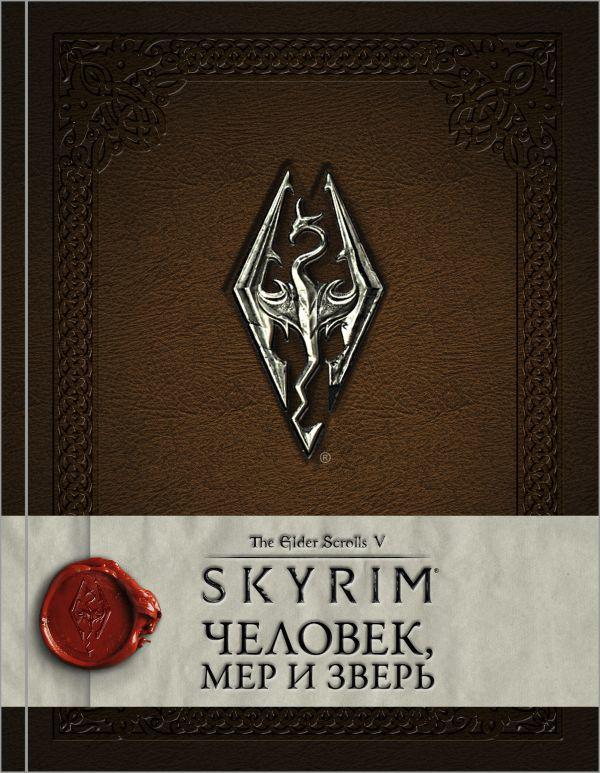 ®
The Elder Scrolls V
SKYRIM®
ЧЕЛОВЕК,
МЕР И ЗВЕРЬ